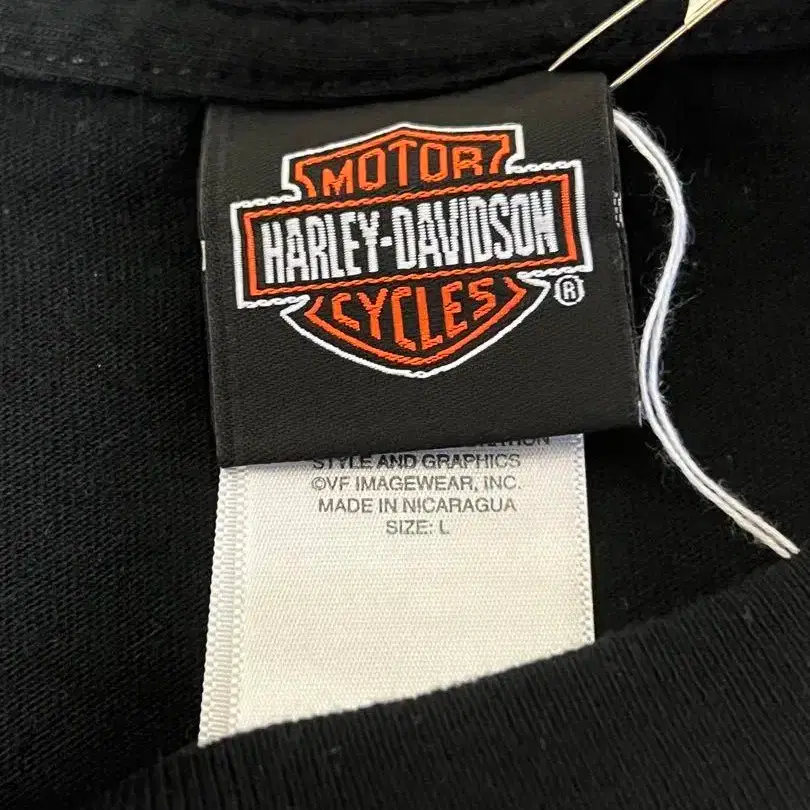 MOTOR
HARLEY-DAVIDSON
CYCLES
®
STYLE AND GRAPHICS
©VF IMAGEWEAR, INC.
MADE IN NICARAGUA
SIZE: L